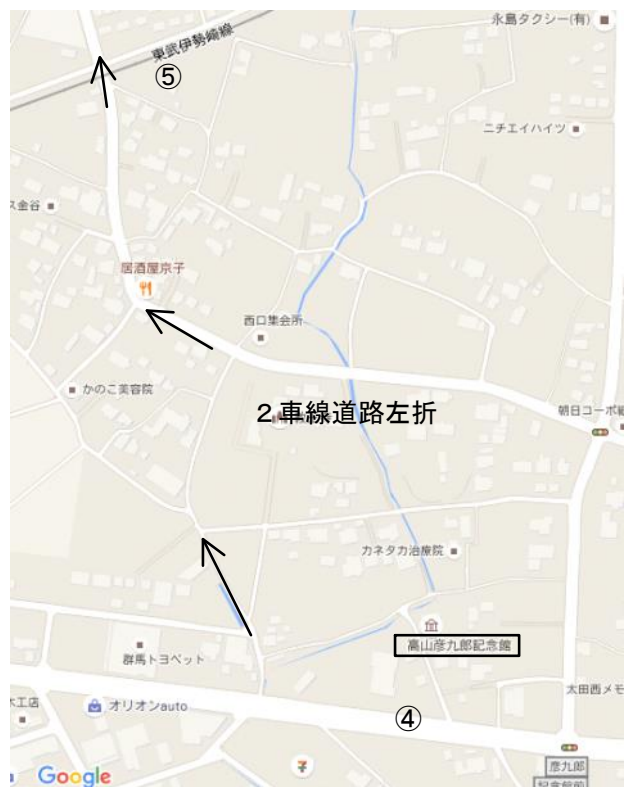 永島タクシー(有)
東武伊勢崎線
⑤
ニチエイハイツ
ス金谷
居酒屋京子
西口集会所
かのこ美容院
2車線道路左折
朝日コーポ
カネタカ治療院
高山彦九郎記念館
群馬トヨペット
太田西メモ
木工店
オリオンauto
④
彦九郎
記念館前
Google